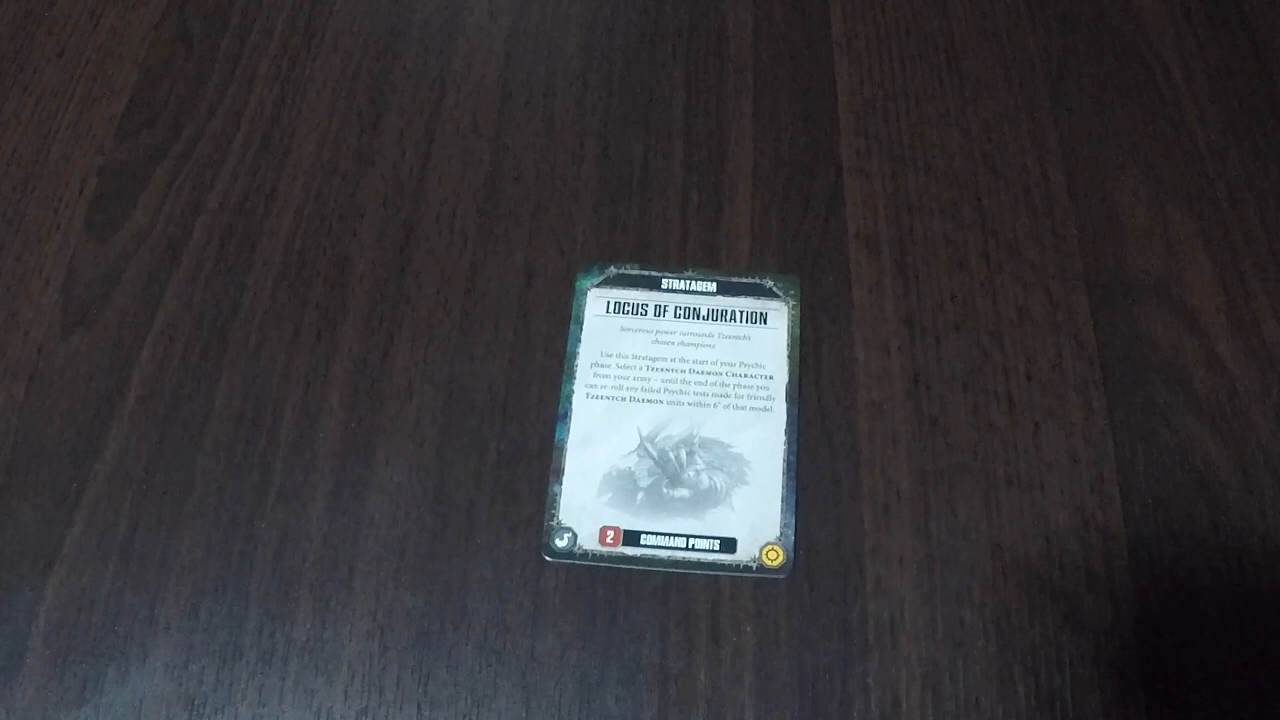 STRATAGEM
LOCUS OF CONJURATION
Sorcerous power surrounds Tzeentch's
chosen champions.
Use this Stratagem at the start of your Psychic
phase. Select a TZEENTCH DAEMON CHARACTER
from your army – until the end of the phase you
can re-roll any failed Psychic tests made for friendly
TZEENTCH DAEMON units within 6" of that model.
2 COMMAND POINTS